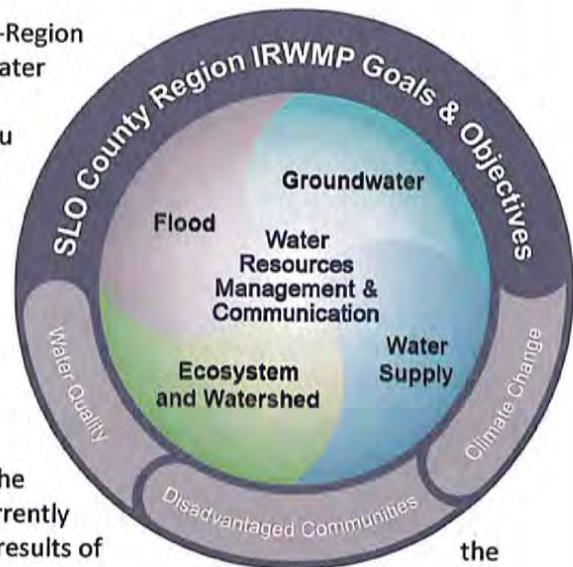 -Region
ater
u
SLO County Region IRWMP Goals & Objectives
Groundwater
Flood
Water
Resources
Management &
Communication
Water
Supply
Ecosystem
and Watershed
Water Quality
Disadvantaged Communities
Climate Change
he
rrently
results of
the